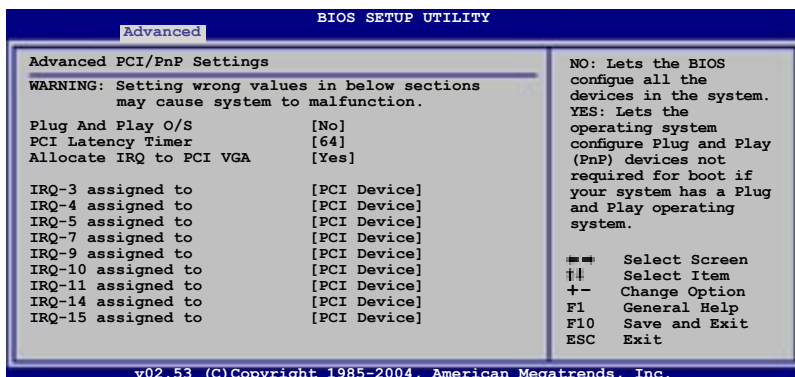 BIOS SETUP UTILITY
Advanced
Advanced PCI/PnP Settings
WARNING: Setting wrong values in below sections
may cause system to malfunction.
Plug And Play O/S [No]
PCI Latency Timer [64]
Allocate IRQ to PCI VGA [Yes]
IRQ-3 assigned to [PCI Device]
IRQ-4 assigned to [PCI Device]
IRQ-5 assigned to [PCI Device]
IRQ-7 assigned to [PCI Device]
IRQ-9 assigned to [PCI Device]
IRQ-10 assigned to [PCI Device]
IRQ-11 assigned to [PCI Device]
IRQ-14 assigned to [PCI Device]
IRQ-15 assigned to [PCI Device]
NO: Lets the BIOS
configue all the
devices in the system.
YES: Lets the
operating system
configure Plug and Play
(PnP) devices not
required for boot if
your system has a Plug
and Play operating
system.
Select Screen
Select Item
+- Change Option
F1 General Help
F10 Save and Exit
ESC Exit
v02.53 (C)Copyright 1985-2004, American Megatrends, Inc.